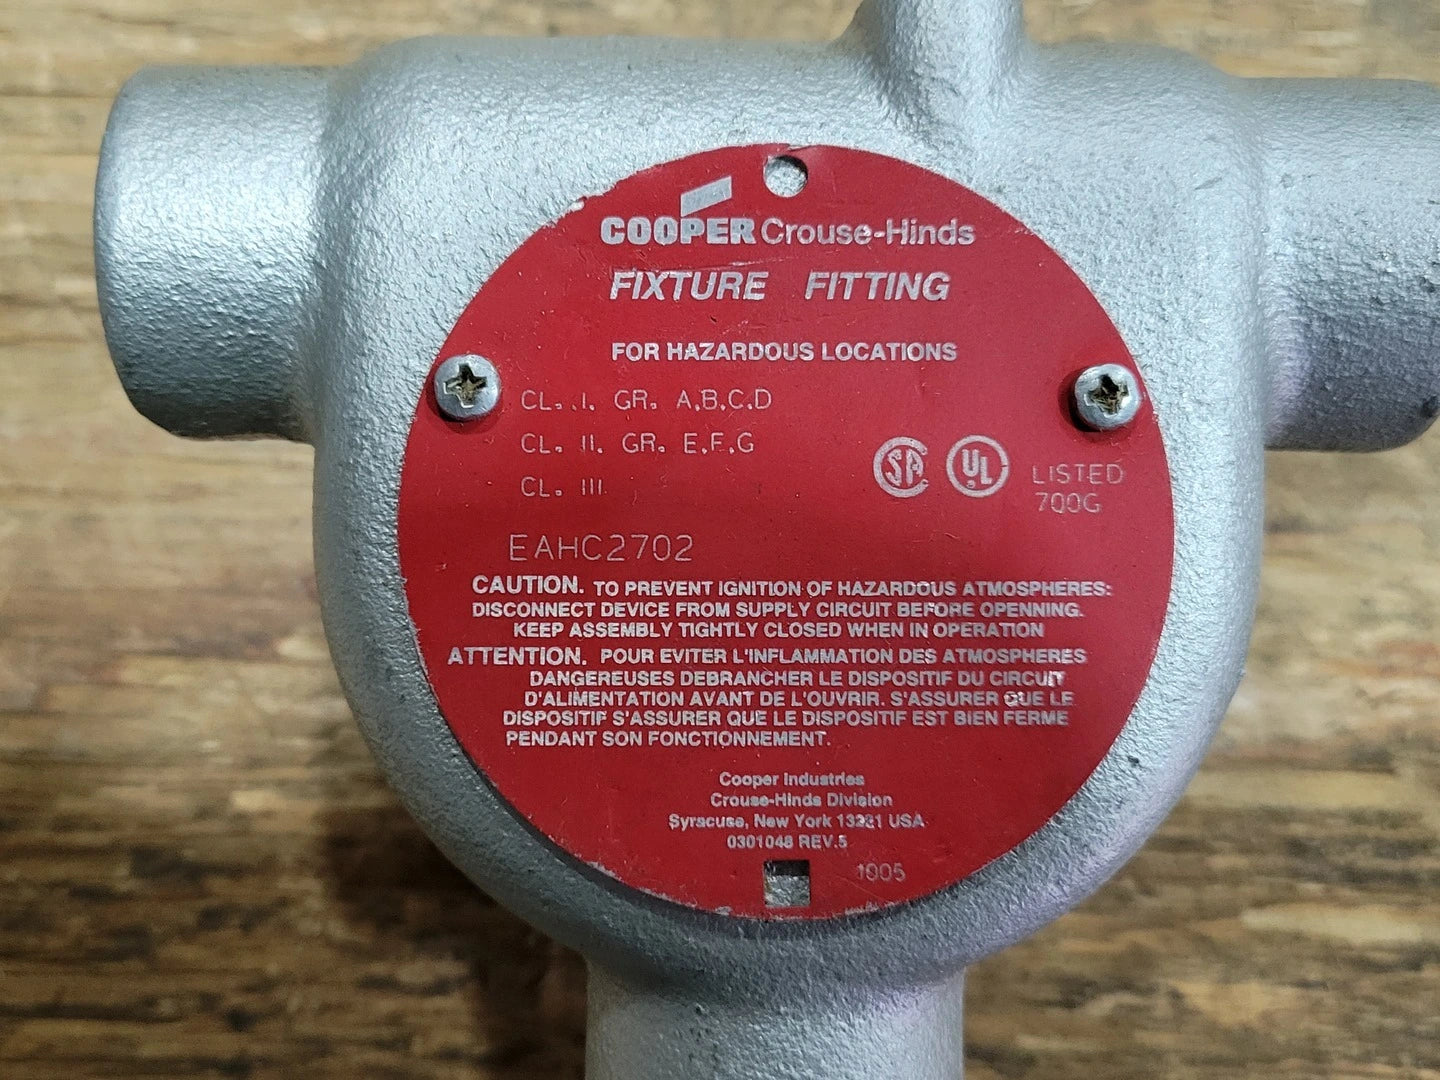 COOPER Crouse-Hinds
FIXTURE FITTING
FOR HAZARDOUS LOCATIONS
CL. I. GR. A,B,C,D
CL. II. GR. E,F,G
CL. III
SA UL LISTED
700G
EAHC2702
CAUTION. TO PREVENT IGNITION OF HAZARDOUS ATMOSPHERES:
DISCONNECT DEVICE FROM SUPPLY CIRCUIT BEFORE OPENNING.
KEEP ASSEMBLY TIGHTLY CLOSED WHEN IN OPERATION
ATTENTION. POUR EVITER L'INFLAMMATION DES ATMOSPHERES
DANGEREUSES DEBRANCHER LE DISPOSITIF DU CIRCUIT
D'ALIMENTATION AVANT DE L'OUVRIR. S'ASSURER QUE LE
DISPOSITIF S'ASSURER QUE LE DISPOSITIF EST BIEN FERME
PENDANT SON FONCTIONNEMENT.
Cooper Industries
Crouse-Hinds Division
Syracuse, New York 13221 USA
0301048 REV.5
1005